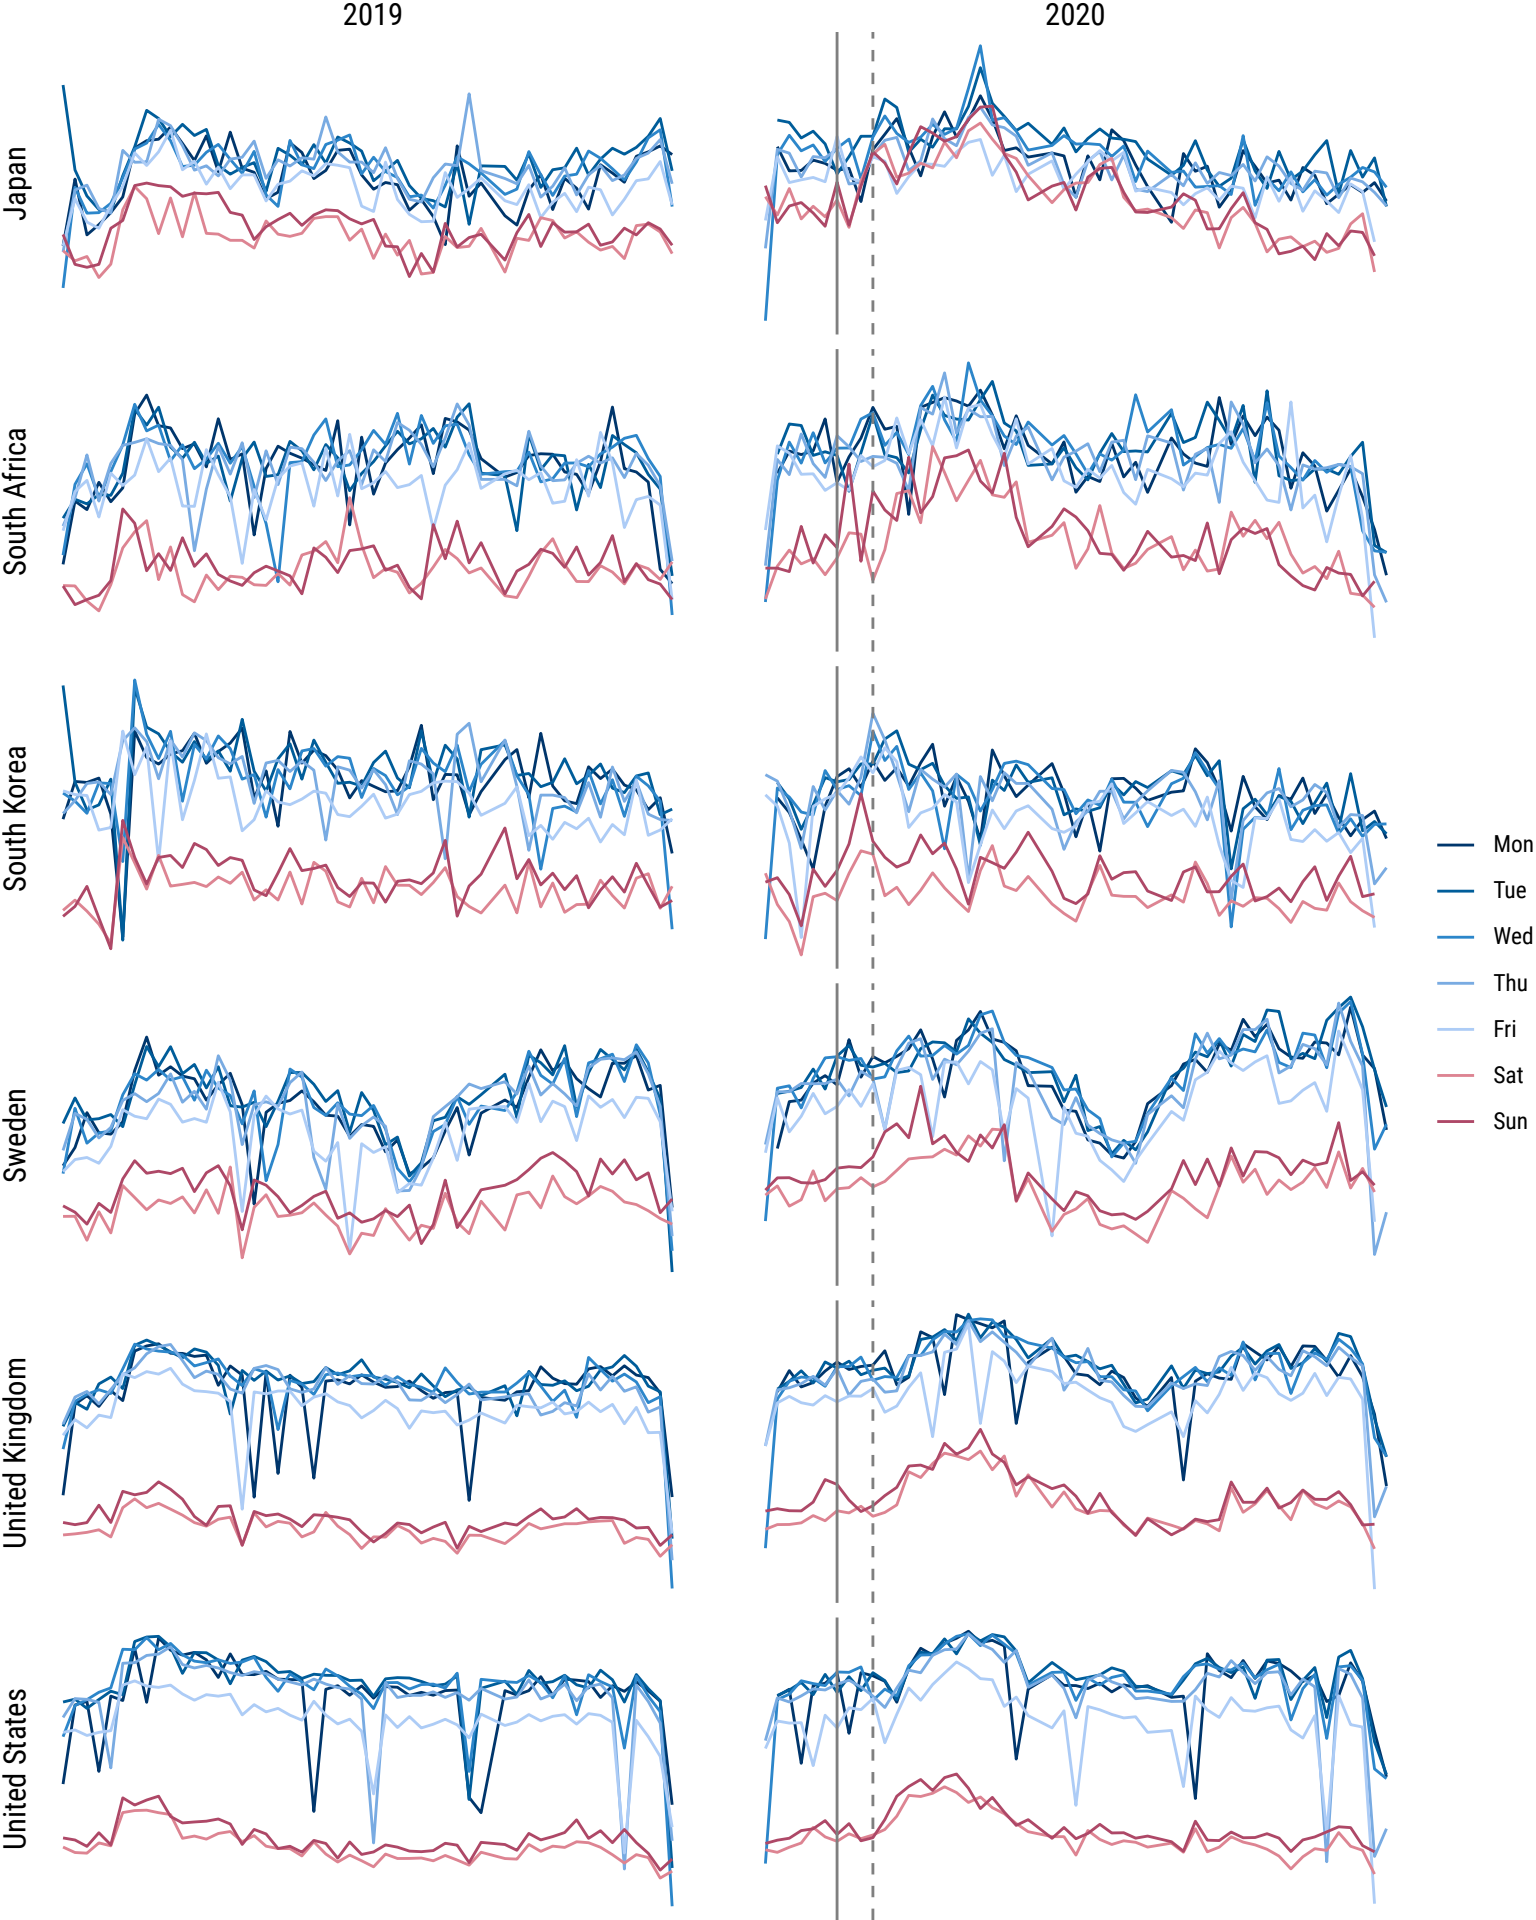 2019
2020
Japan
South Africa
South Korea
Sweden
United Kingdom
United States
Mon
Tue
Wed
Thu
Fri
Sat
Sun